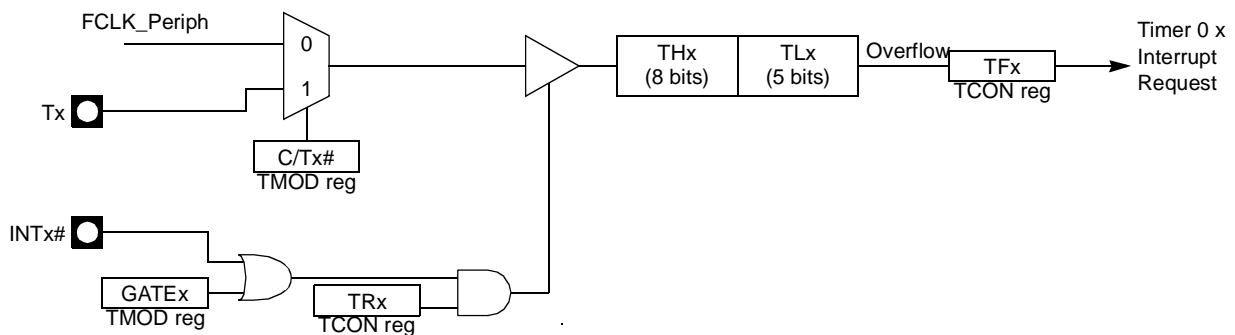 FCLK_Periph
0
1
Tx
C/Tx#
TMOD reg
THx
(8 bits)
TLx
(5 bits)
Overflow
TFx
TCON reg
Timer 0 x
Interrupt
Request
INTx#
GATEx
TMOD reg
TRx
TCON reg
.